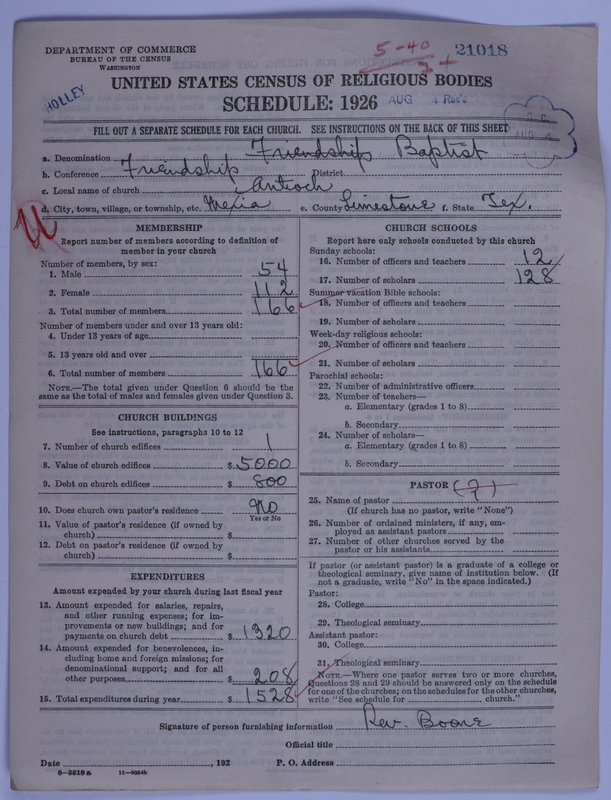 DEPARTMENT OF COMMERCE
BUREAU OF THE CENSUS
WASHINGTON
5-40
3+
21018
UNITED STATES CENSUS OF RELIGIOUS BODIES
HOLLEY
SCHEDULE: 1926
AUG 4 Rec'd
FILL OUT A SEPARATE SCHEDULE FOR EACH CHURCH. SEE INSTRUCTIONS ON THE BACK OF THIS SHEET
a. Denomination Friendship Baptist
b. Conference Friendship District
c. Local name of church Antioch
d. City, town, village, or township, etc. Mexia e. County Limestone f. State Tex.
MEMBERSHIP
Report number of members according to definition of
member in your church
Number of members, by sex:
1. Male 54
2. Female 112
3. Total number of members 166
Number of members under and over 13 years old:
4. Under 13 years of age
5. 13 years old and over
6. Total number of members 166
NOTE.—The total given under Question 6 should be the
same as the total of males and females given under Question 3.
CHURCH BUILDINGS
See instructions, paragraphs 10 to 12
7. Number of church edifices 1
8. Value of church edifices $ 5000
9. Debt on church edifices $ 800
10. Does church own pastor's residence No
Yes or No
11. Value of pastor's residence (if owned by
church) $
12. Debt on pastor's residence (if owned by
church) $
EXPENDITURES
Amount expended by your church during last fiscal year
13. Amount expended for salaries, repairs,
and other running expenses; for im-
provements or new buildings; and for
payments on church debt $ 1320
14. Amount expended for benevolences, in-
cluding home and foreign missions; for
denominational support; and for all
other purposes $ 208
15. Total expenditures during year $ 1528
CHURCH SCHOOLS
Report here only schools conducted by this church
Sunday schools:
16. Number of officers and teachers 12
17. Number of scholars 128
Summer vacation Bible schools:
18. Number of officers and teachers
19. Number of scholars
Week-day religious schools:
20. Number of officers and teachers
21. Number of scholars
Parochial schools:
22. Number of administrative officers
23. Number of teachers—
a. Elementary (grades 1 to 8)
b. Secondary
24. Number of scholars—
a. Elementary (grades 1 to 8)
b. Secondary
PASTOR (?)
25. Name of pastor
(If church has no pastor, write "None")
26. Number of ordained ministers, if any, em-
ployed as assistant pastors
27. Number of other churches served by the
pastor or his assistants
If pastor (or assistant pastor) is a graduate of a college or
theological seminary, give name of institution below. (If
not a graduate, write "No" in the space indicated.)
Pastor:
28. College
29. Theological seminary
Assistant pastor:
30. College
31. Theological seminary
NOTE.—Where one pastor serves two or more churches,
Questions 28 and 29 should be answered only on the schedule
for one of the churches; on the schedules for the other churches,
write "See schedule for church."
Signature of person furnishing information Rev. Boone
Official title
Date , 192 P. O. Address
8—5518 a 11—9024b